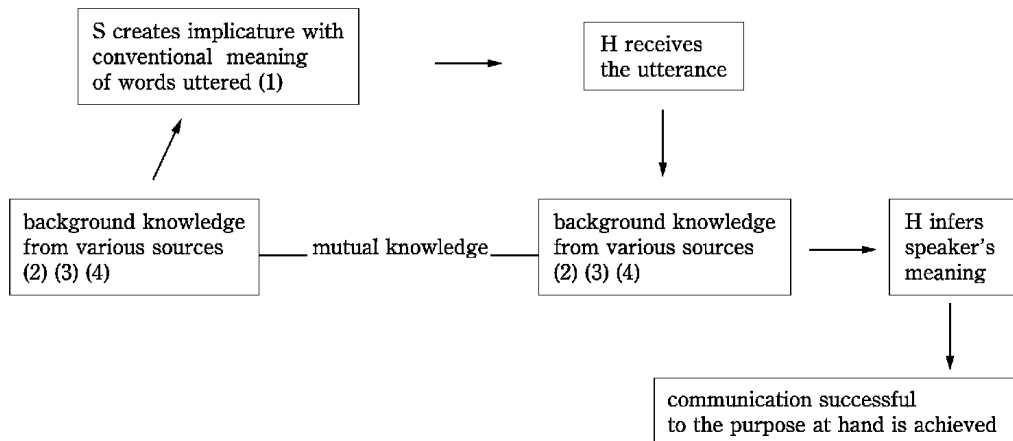 S creates implicature with
conventional meaning
of words uttered (1)
H receives
the utterance
background knowledge
from various sources
(2) (3) (4)
mutual knowledge
background knowledge
from various sources
(2) (3) (4)
H infers
speaker's
meaning
communication successful
to the purpose at hand is achieved